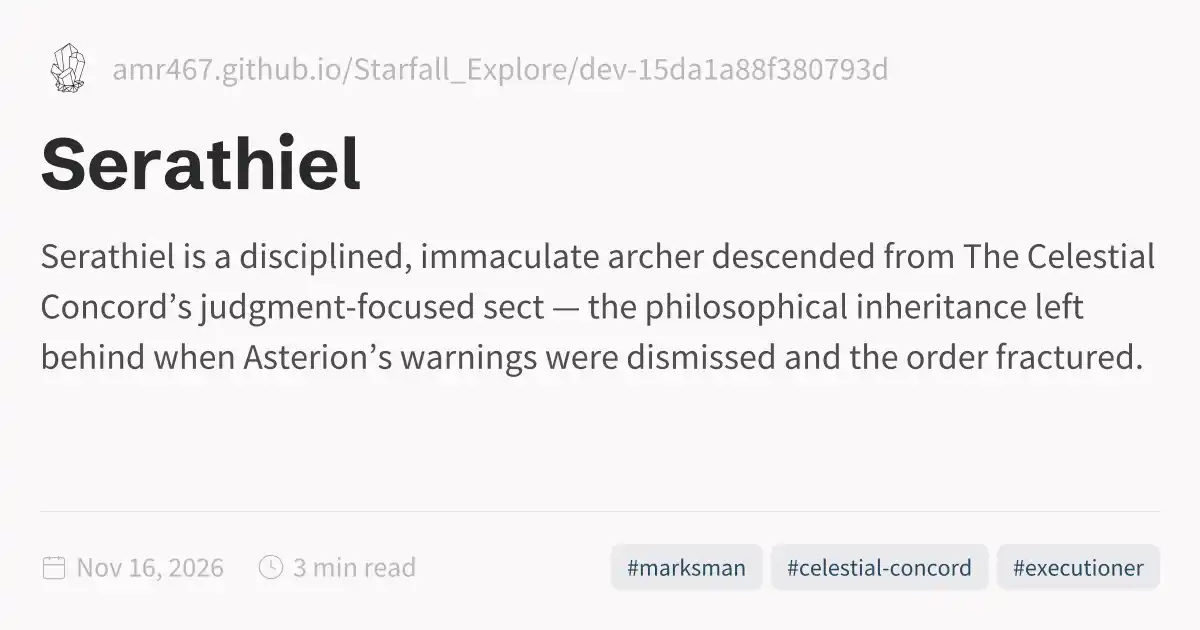 amr467.github.io/Starfall_Explore/dev-15da1a88f380793d
Serathiel
Serathiel is a disciplined, immaculate archer descended from The Celestial
Concord’s judgment-focused sect — the philosophical inheritance left
behind when Asterion’s warnings were dismissed and the order fractured.
Nov 16, 2026 3 min read #marksman #celestial-concord #executioner